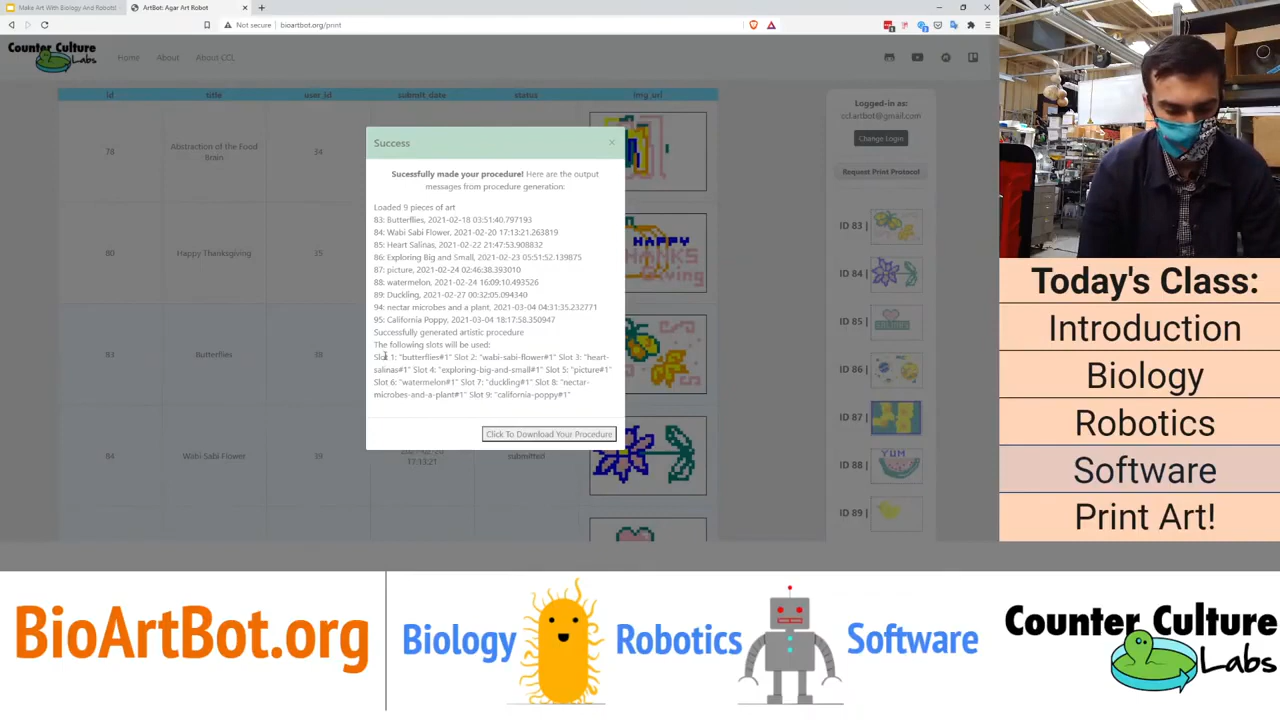 Make Art With Biology And Robots!
ArtBot: Agar Art Robot
Not secure
bioartbot.org/print
Counter Culture
Labs
Home
About
About CCL
Id
title
user_id
submit_date
status
img_url
78
Abstraction of the Food
Brain
34
80
Happy Thanksgiving
35
HAPPY
THANKS
Giving
83
Butterflies
38
84
Wabi Sabi Flower
39
17:13:21
submitted
Success
×
Sucessfully made your procedure! Here are the output
messages from procedure generation:
Loaded 9 pieces of art
83: Butterflies, 2021-02-18 03:51:40.797193
84: Wabi Sabi Flower, 2021-02-20 17:13:21.263819
85: Heart Salinas, 2021-02-22 21:47:53.908832
86: Exploring Big and Small, 2021-02-23 05:51:52.139875
87: picture, 2021-02-24 02:46:38.393010
88: watermelon, 2021-02-24 16:09:10.493526
89: Duckling, 2021-02-27 00:32:05.094340
94: nectar microbes and a plant, 2021-03-04 04:31:35.232771
95: California Poppy, 2021-03-04 18:17:58.350947
Successfully generated artistic procedure
The following slots will be used:
Slot 1: "butterflies#1" Slot 2: "wabi-sabi-flower#1" Slot 3: "heart-
salinas#1" Slot 4: "exploring-big-and-small#1" Slot 5: "picture#1"
Slot 6: "watermelon#1" Slot 7: "duckling#1" Slot 8: "nectar-
microbes-and-a-plant#1" Slot 9: "california-poppy#1"
Click To Download Your Procedure
Logged-in as:
ccl.artbot@gmail.com
Change Login
Request Print Protocol
ID 83 |
ID 84 |
ID 85 |
ID 86 |
ID 87 |
ID 88 |
YUM
ID 89 |
Today's Class:
Introduction
Biology
Robotics
Software
Print Art!
BioArtBot.org
Biology
Robotics
Software
Counter Culture
Labs